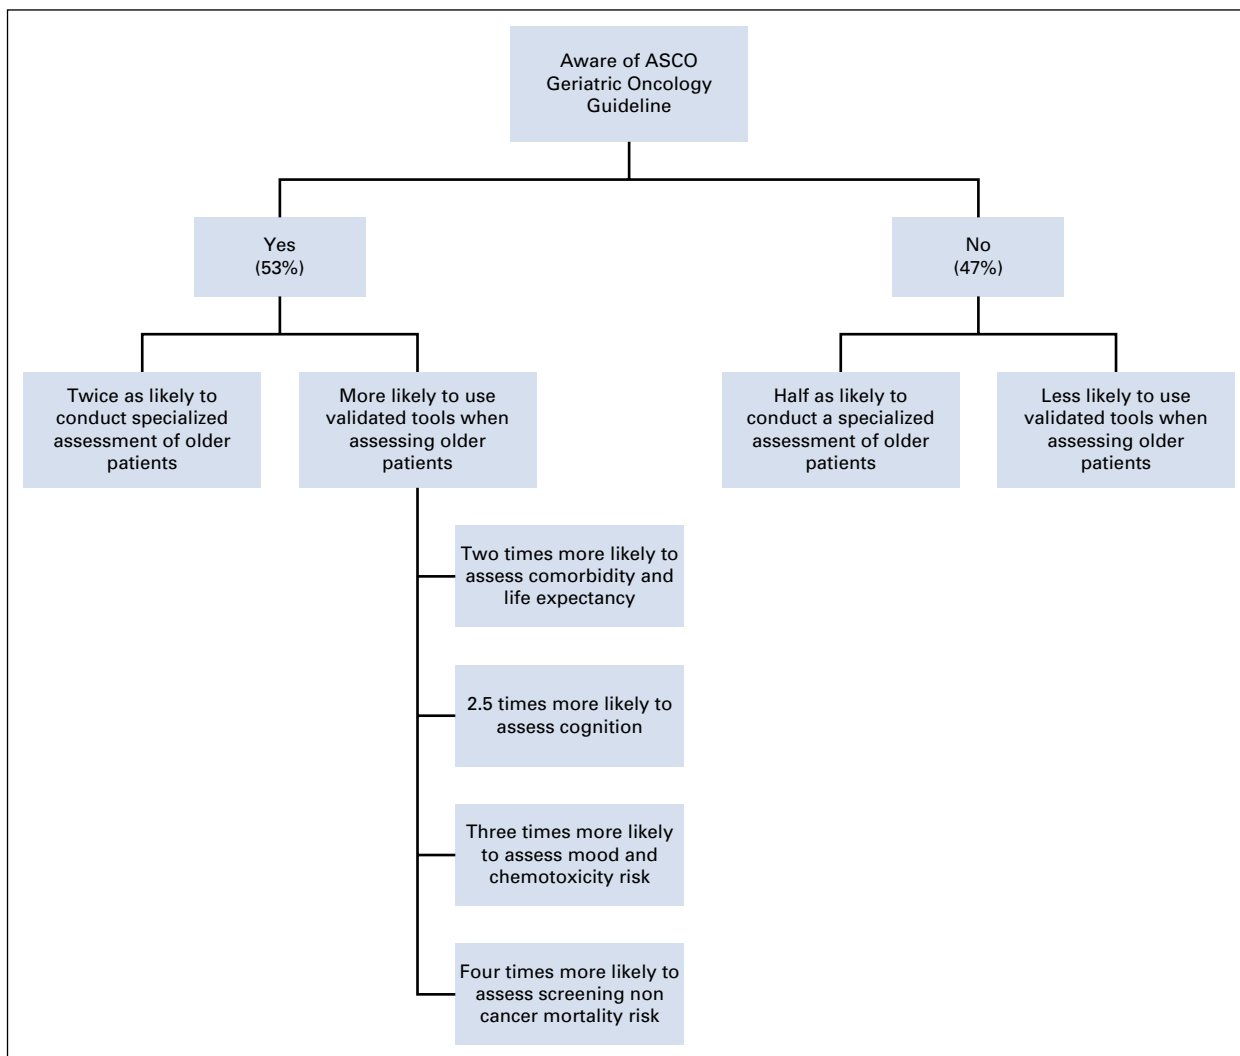 Aware of ASCO
Geriatric Oncology
Guideline
Yes
(53%)
No
(47%)
Twice as likely to
conduct specialized
assessment of older
patients
More likely to use
validated tools when
assessing older
patients
Half as likely to
conduct a specialized
assessment of older
patients
Less likely to use
validated tools when
assessing older
patients
Two times more likely to
assess comorbidity and
life expectancy
2.5 times more likely to
assess cognition
Three times more likely
to assess mood and
chemotoxicity risk
Four times more likely to
assess screening non
cancer mortality risk